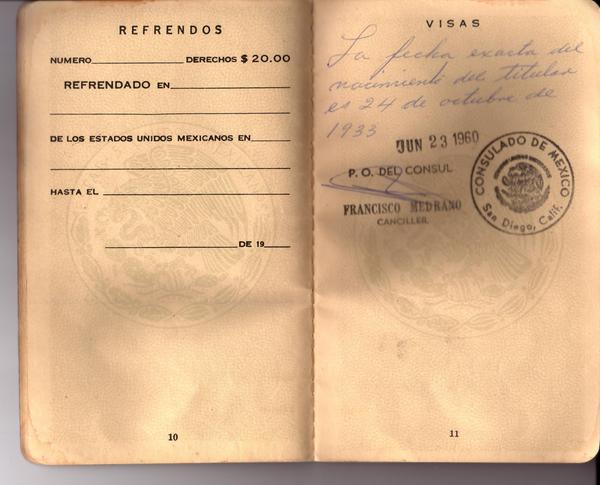 REFRENDOS
NUMERO DERECHOS $ 20.00
REFRENDADO EN
DE LOS ESTADOS UNIDOS MEXICANOS EN
HASTA EL
DE 19
10
VISAS
La fecha exacta del
nacimiento del titular
es 24 de octubre de
1933
JUN 23 1960
P. O. DEL CONSUL
FRANCISCO MEDRANO
CANCILLER.
CONSULADO DE MEXICO
San Diego, Calif.
11